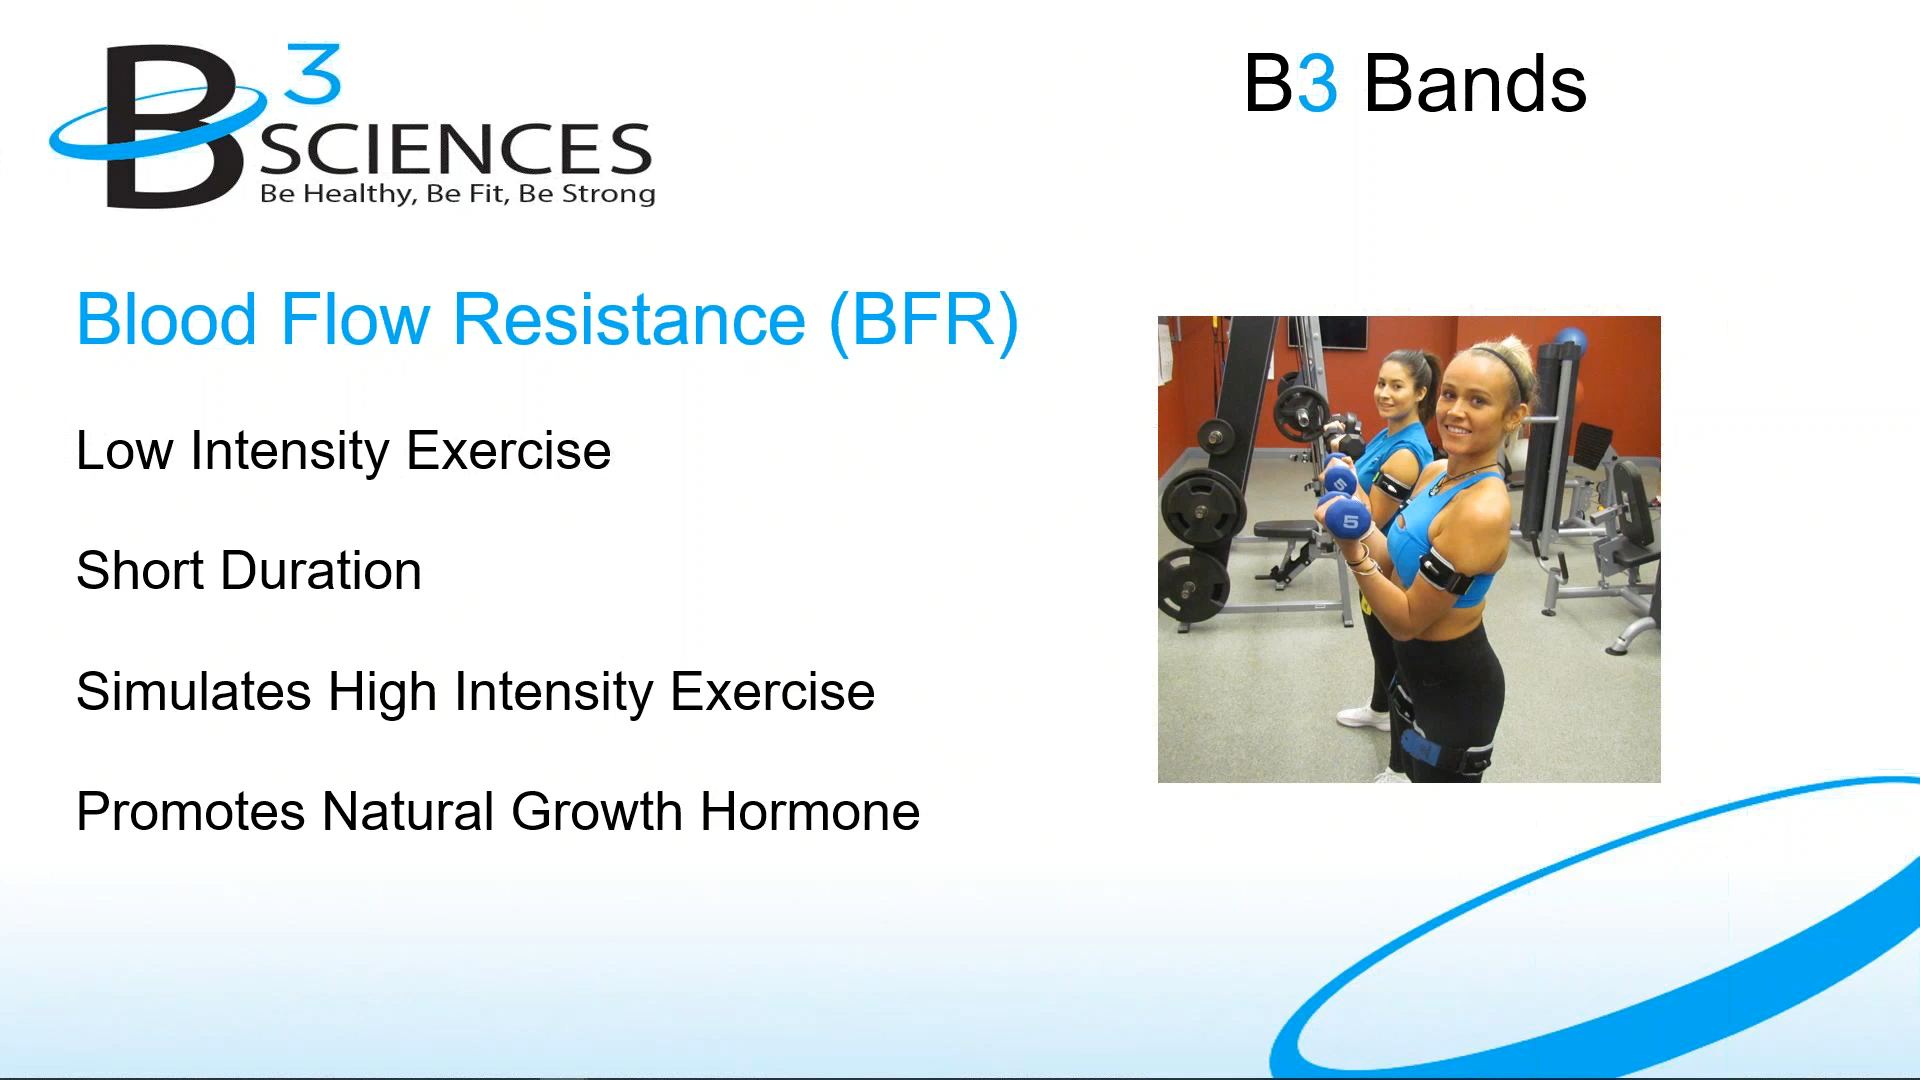 B3
SCIENCES
Be Healthy, Be Fit, Be Strong
B3 Bands
Blood Flow Resistance (BFR)
Low Intensity Exercise
Short Duration
Simulates High Intensity Exercise
Promotes Natural Growth Hormone
5
5